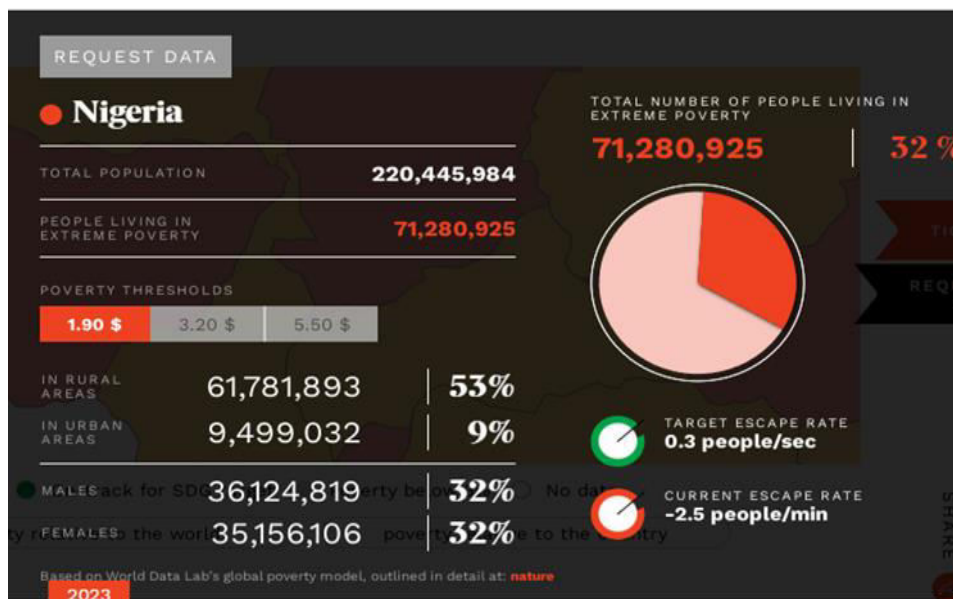 REQUEST DATA
Nigeria
TOTAL POPULATION 220,445,984
PEOPLE LIVING IN
EXTREME POVERTY 71,280,925
POVERTY THRESHOLDS
1.90 $ 3.20 $ 5.50 $
IN RURAL
AREAS 61,781,893 53%
IN URBAN
AREAS 9,499,032 9%
MALES 36,124,819 32%
FEMALES 35,156,106 32%
Based on World Data Lab's global poverty model, outlined in detail at: nature
2023
TOTAL NUMBER OF PEOPLE LIVING IN
EXTREME POVERTY
71,280,925 32 %
TARGET ESCAPE RATE
0.3 people/sec
CURRENT ESCAPE RATE
-2.5 people/min
No data
SHARE